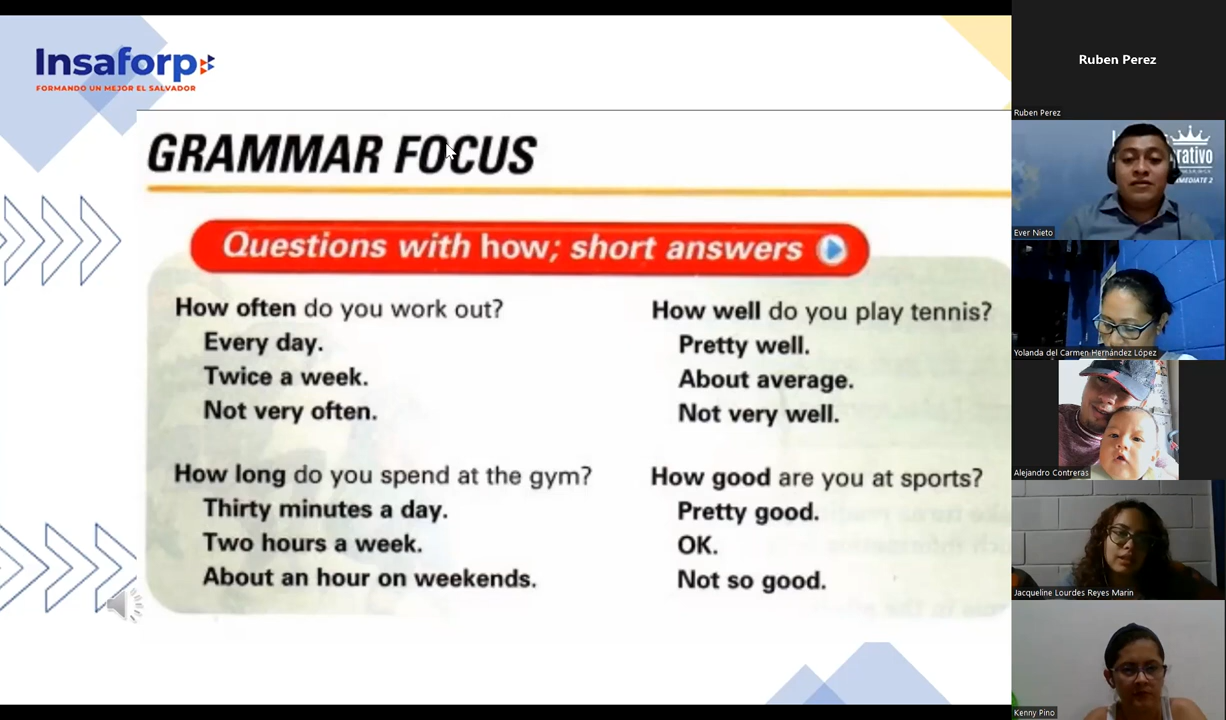 Insaforp
FORMANDO UN MEJOR EL SALVADOR
GRAMMAR FOCUS
Questions with how; short answers
How often do you work out?
Every day.
Twice a week.
Not very often.
How long do you spend at the gym?
Thirty minutes a day.
Two hours a week.
About an hour on weekends.
How well do you play tennis?
Pretty well.
About average.
Not very well.
How good are you at sports?
Pretty good.
OK.
Not so good.
Ruben Perez
Ruben Perez
Ever Nieto
Yolanda del Carmen Hernández López
Alejandro Contreras
Jacqueline Lourdes Reyes Marin
Kenny Pino